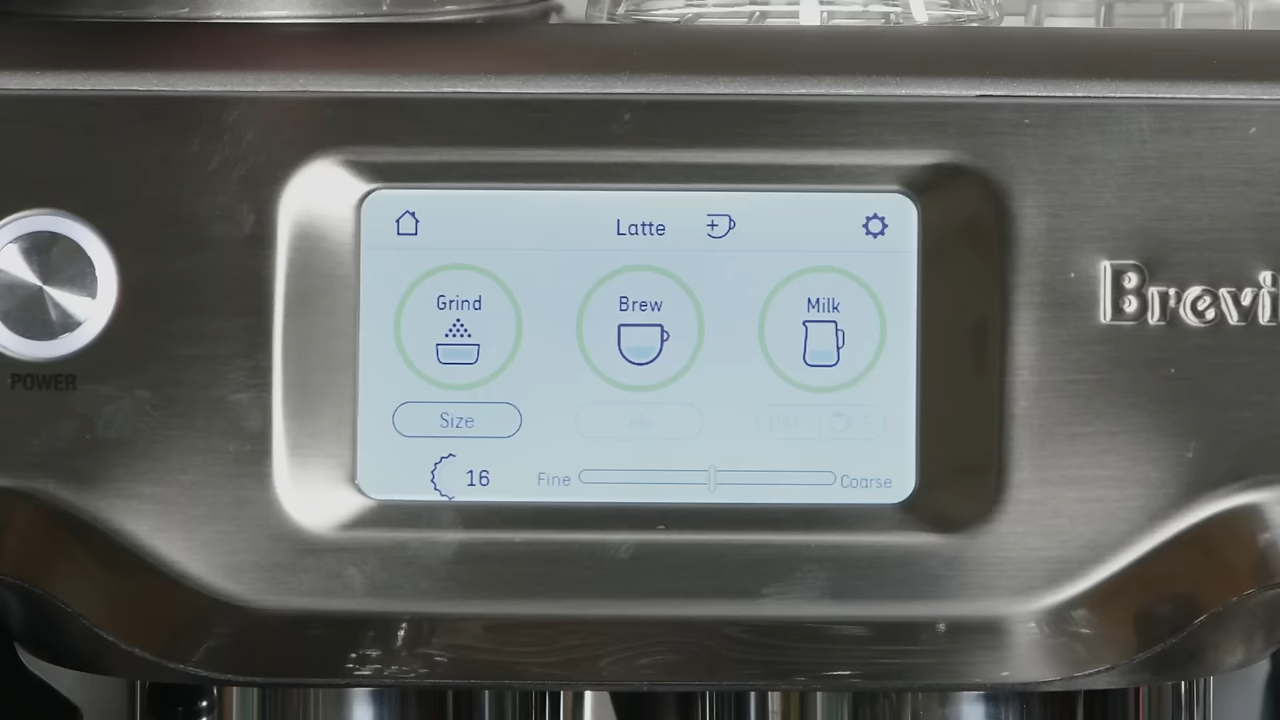 Latte
Grind
Brew
Milk
Size
16
Fine
Coarse
POWER
Brevi